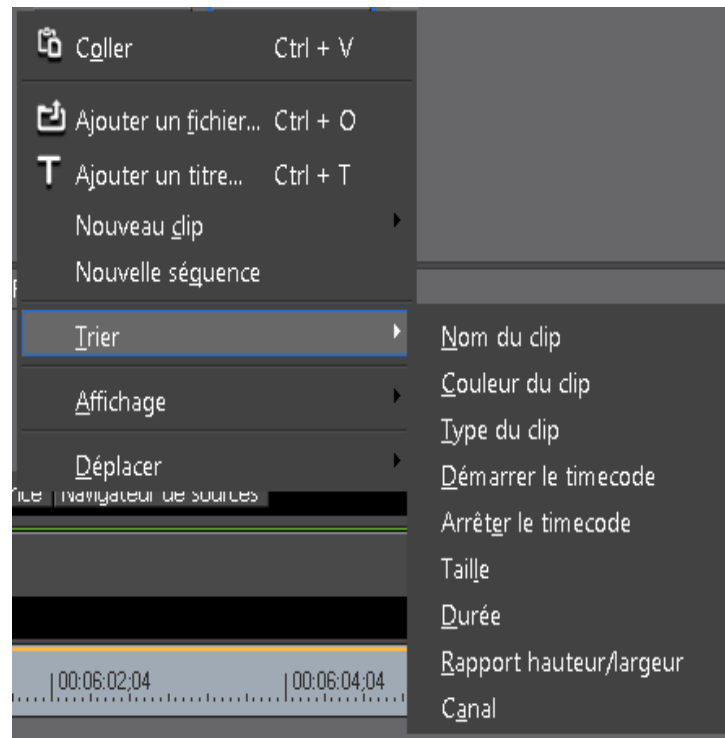 Coller Ctrl + V
Ajouter un fichier... Ctrl + O
Ajouter un titre... Ctrl + T
Nouveau clip
Nouvelle séquence
Trier
Affichage
Déplacer
Nom du clip
Couleur du clip
Type du clip
Démarrer le timecode
Arrêter le timecode
Taille
Durée
Rapport hauteur/largeur
Canal
Navigateur de sources
00:06:02;04 00:06:04;04